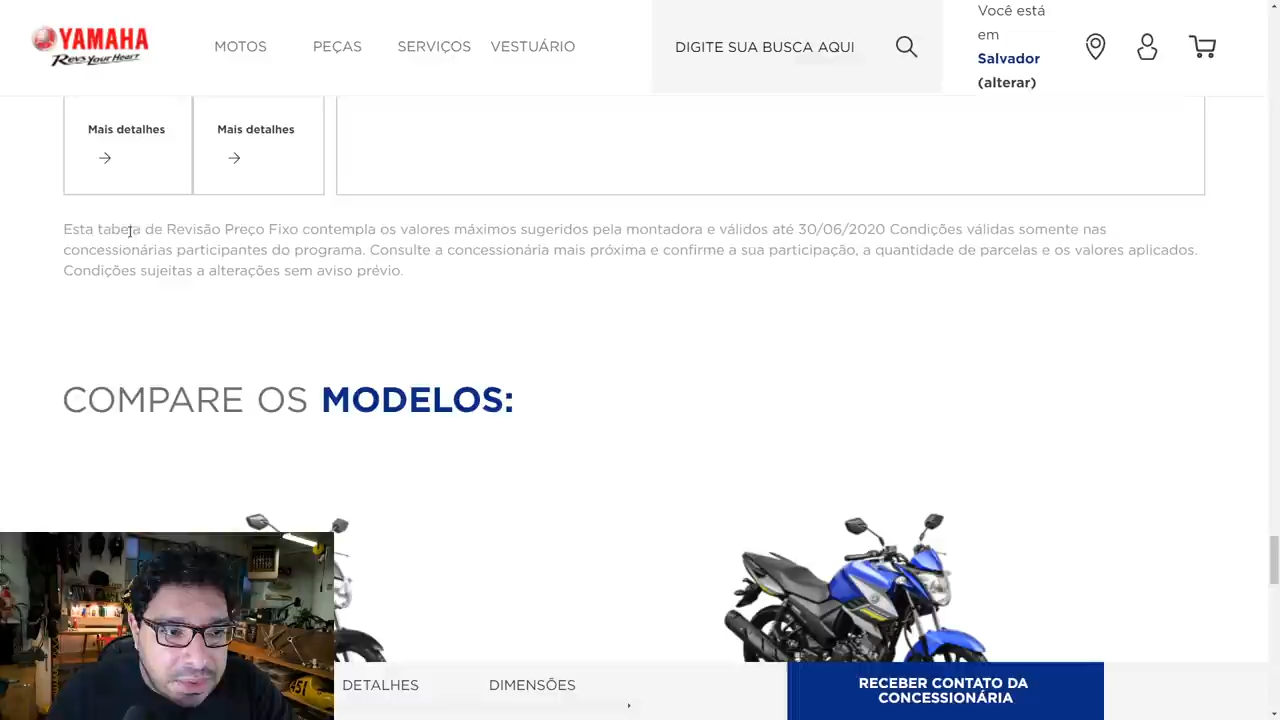 YAMAHA
Revs Your Heart
MOTOS
PEÇAS
SERVIÇOS
VESTUÁRIO
DIGITE SUA BUSCA AQUI
Você está
em
Salvador
(alterar)
Mais detalhes
Mais detalhes
Esta tabela de Revisão Preço Fixo contempla os valores máximos sugeridos pela montadora e válidos até 30/06/2020 Condições válidas somente nas
concessionárias participantes do programa. Consulte a concessionária mais próxima e confirme a sua participação, a quantidade de parcelas e os valores aplicados.
Condições sujeitas a alterações sem aviso prévio.
COMPARE OS MODELOS:
DETALHES
DIMENSÕES
RECEBER CONTATO DA
CONCESSIONÁRIA